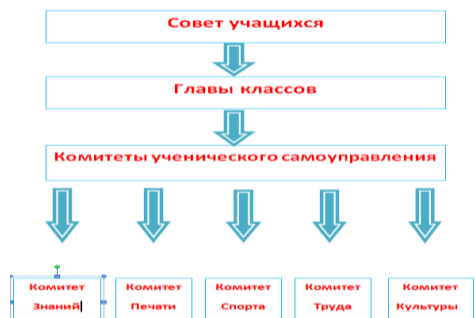 Совет учащихся
Главы классов
Комитеты ученического самоуправления
Комитет
Знаний
Комитет
Печати
Комитет
Спорта
Комитет
Труда
Комитет
Культуры